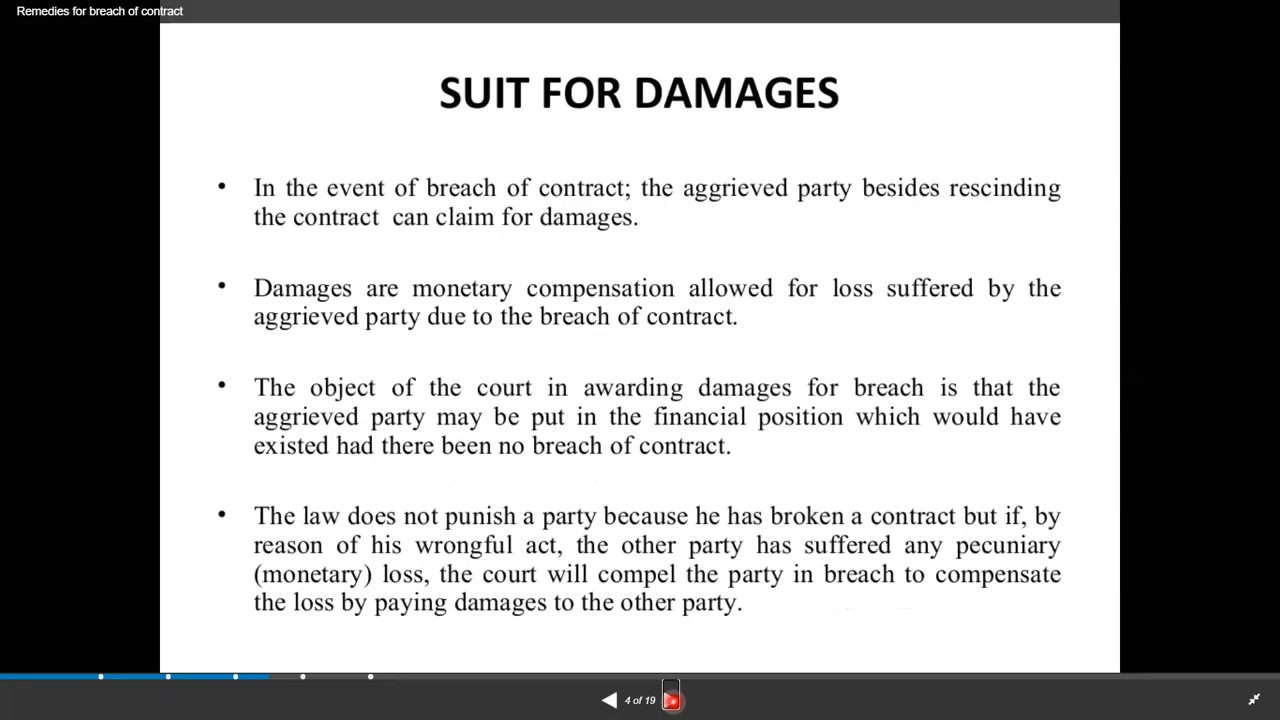 Remedies for breach of contract
SUIT FOR DAMAGES
• In the event of breach of contract; the aggrieved party besides rescinding
the contract can claim for damages.
• Damages are monetary compensation allowed for loss suffered by the
aggrieved party due to the breach of contract.
• The object of the court in awarding damages for breach is that the
aggrieved party may be put in the financial position which would have
existed had there been no breach of contract.
• The law does not punish a party because he has broken a contract but if, by
reason of his wrongful act, the other party has suffered any pecuniary
(monetary) loss, the court will compel the party in breach to compensate
the loss by paying damages to the other party.
4 of 19